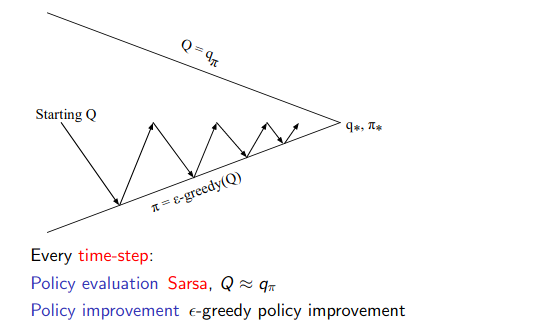 Q = qπ
Starting Q
q*, π*
π = ε-greedy(Q)
Every time-step:
Policy evaluation Sarsa, Q ≈ qπ
Policy improvement ϵ-greedy policy improvement